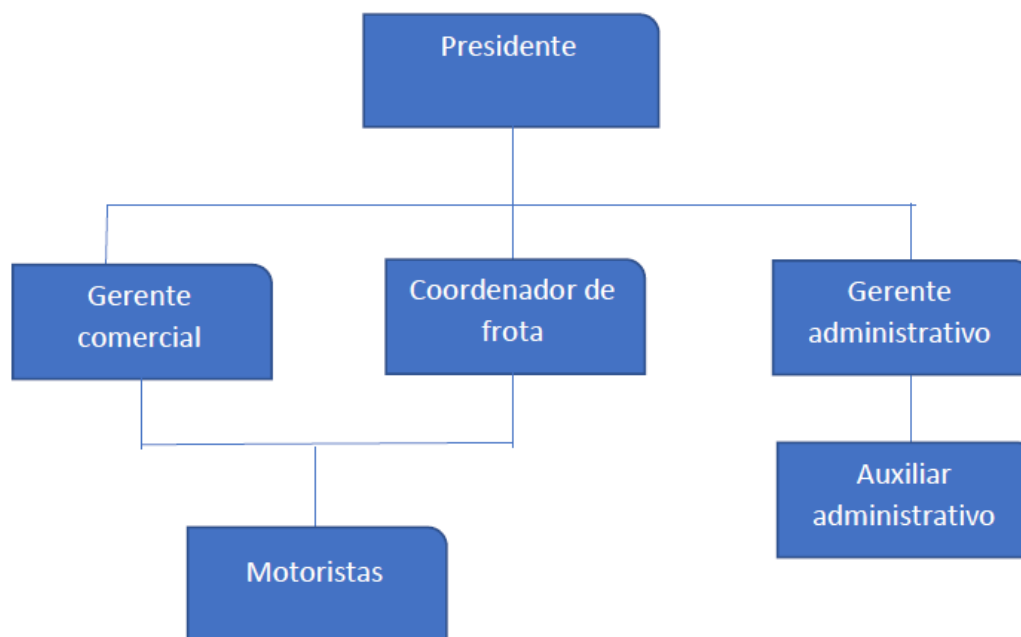 Presidente
Gerente
comercial
Coordenador de
frota
Gerente
administrativo
Auxiliar
administrativo
Motoristas